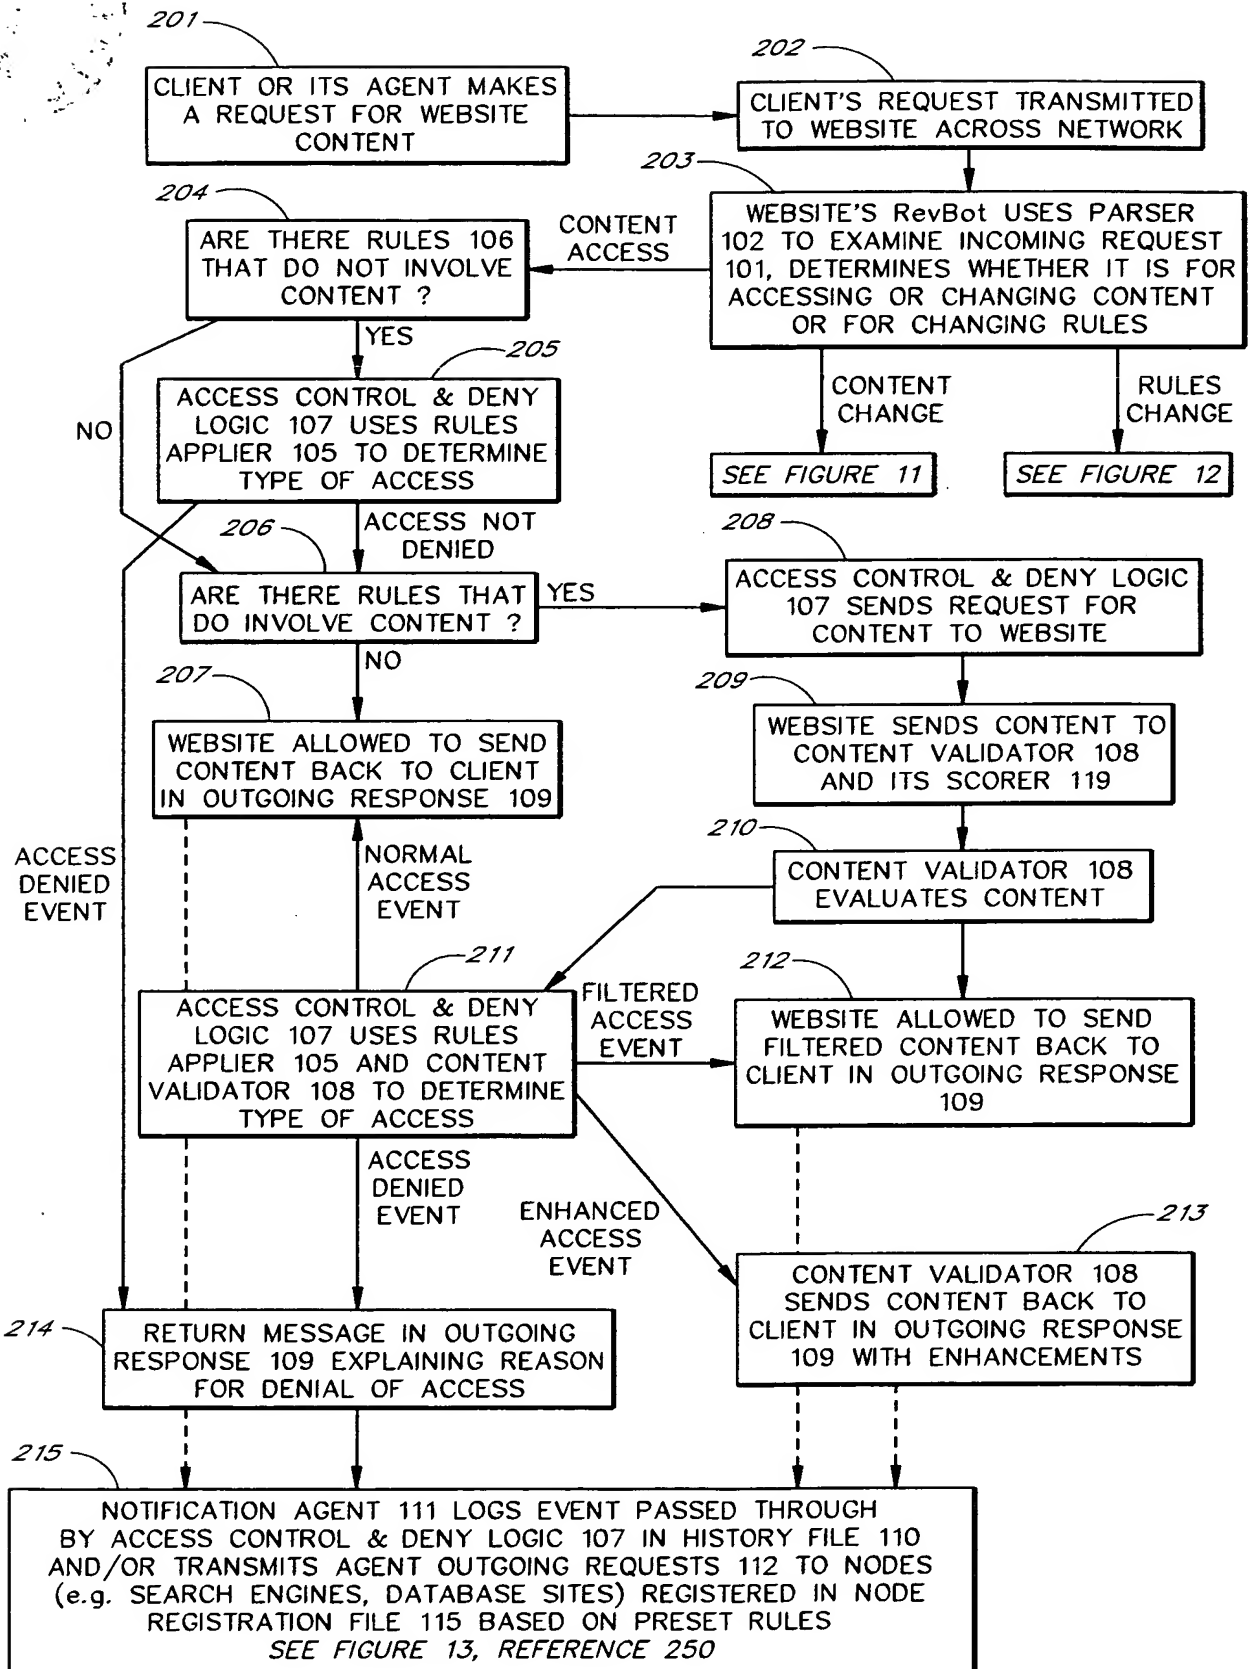 201
CLIENT OR ITS AGENT MAKES
A REQUEST FOR WEBSITE
CONTENT
202
CLIENT'S REQUEST TRANSMITTED
TO WEBSITE ACROSS NETWORK
203
WEBSITE'S RevBot USES PARSER
102 TO EXAMINE INCOMING REQUEST
101, DETERMINES WHETHER IT IS FOR
ACCESSING OR CHANGING CONTENT
OR FOR CHANGING RULES
CONTENT
ACCESS
204
ARE THERE RULES 106
THAT DO NOT INVOLVE
CONTENT ?
YES
NO
CONTENT
CHANGE
RULES
CHANGE
SEE FIGURE 11
SEE FIGURE 12
205
ACCESS CONTROL & DENY
LOGIC 107 USES RULES
APPLIER 105 TO DETERMINE
TYPE OF ACCESS
ACCESS NOT
DENIED
206
ARE THERE RULES THAT
DO INVOLVE CONTENT ?
YES
NO
208
ACCESS CONTROL & DENY LOGIC
107 SENDS REQUEST FOR
CONTENT TO WEBSITE
207
WEBSITE ALLOWED TO SEND
CONTENT BACK TO CLIENT
IN OUTGOING RESPONSE 109
209
WEBSITE SENDS CONTENT TO
CONTENT VALIDATOR 108
AND ITS SCORER 119
210
CONTENT VALIDATOR 108
EVALUATES CONTENT
ACCESS
DENIED
EVENT
NORMAL
ACCESS
EVENT
211
ACCESS CONTROL & DENY
LOGIC 107 USES RULES
APPLIER 105 AND CONTENT
VALIDATOR 108 TO DETERMINE
TYPE OF ACCESS
FILTERED
ACCESS
EVENT
212
WEBSITE ALLOWED TO SEND
FILTERED CONTENT BACK TO
CLIENT IN OUTGOING RESPONSE
109
ACCESS
DENIED
EVENT
ENHANCED
ACCESS
EVENT
213
CONTENT VALIDATOR 108
SENDS CONTENT BACK TO
CLIENT IN OUTGOING RESPONSE
109 WITH ENHANCEMENTS
214
RETURN MESSAGE IN OUTGOING
RESPONSE 109 EXPLAINING REASON
FOR DENIAL OF ACCESS
215
NOTIFICATION AGENT 111 LOGS EVENT PASSED THROUGH
BY ACCESS CONTROL & DENY LOGIC 107 IN HISTORY FILE 110
AND/OR TRANSMITS AGENT OUTGOING REQUESTS 112 TO NODES
(e.g. SEARCH ENGINES, DATABASE SITES) REGISTERED IN NODE
REGISTRATION FILE 115 BASED ON PRESET RULES
SEE FIGURE 13, REFERENCE 250